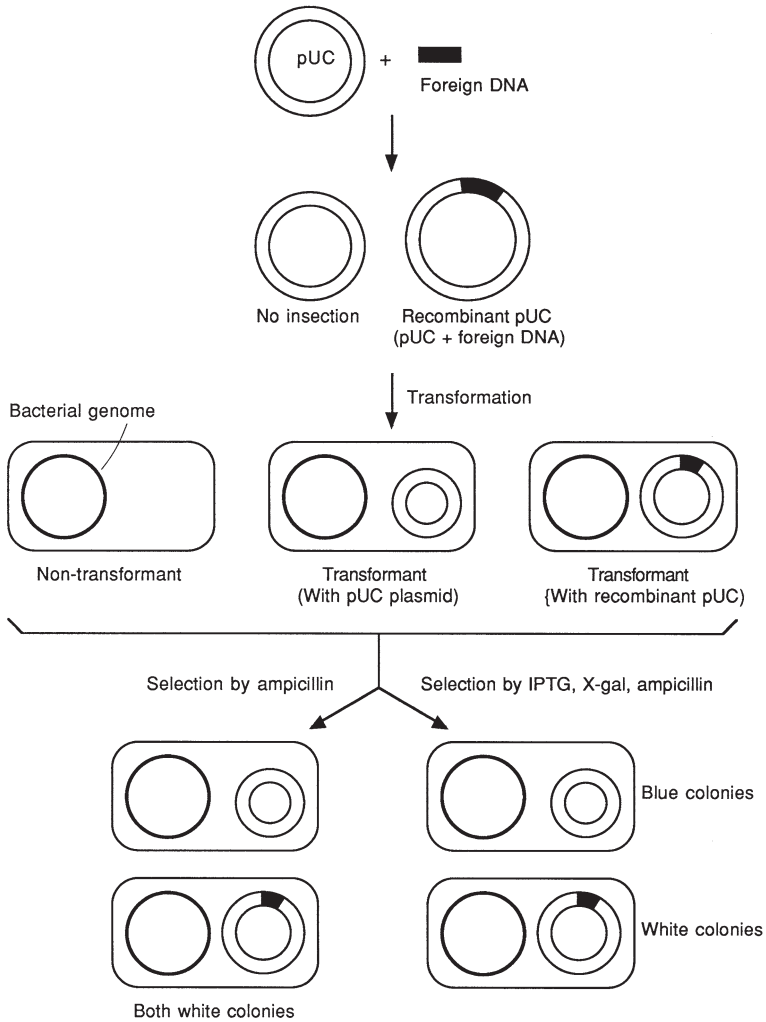 pUC
+
Foreign DNA
No insection
Recombinant pUC
(pUC + foreign DNA)
Transformation
Bacterial genome
Non-transformant
Transformant
(With pUC plasmid)
Transformant
{With recombinant pUC)
Selection by ampicillin
Selection by IPTG, X-gal, ampicillin
Blue colonies
White colonies
Both white colonies